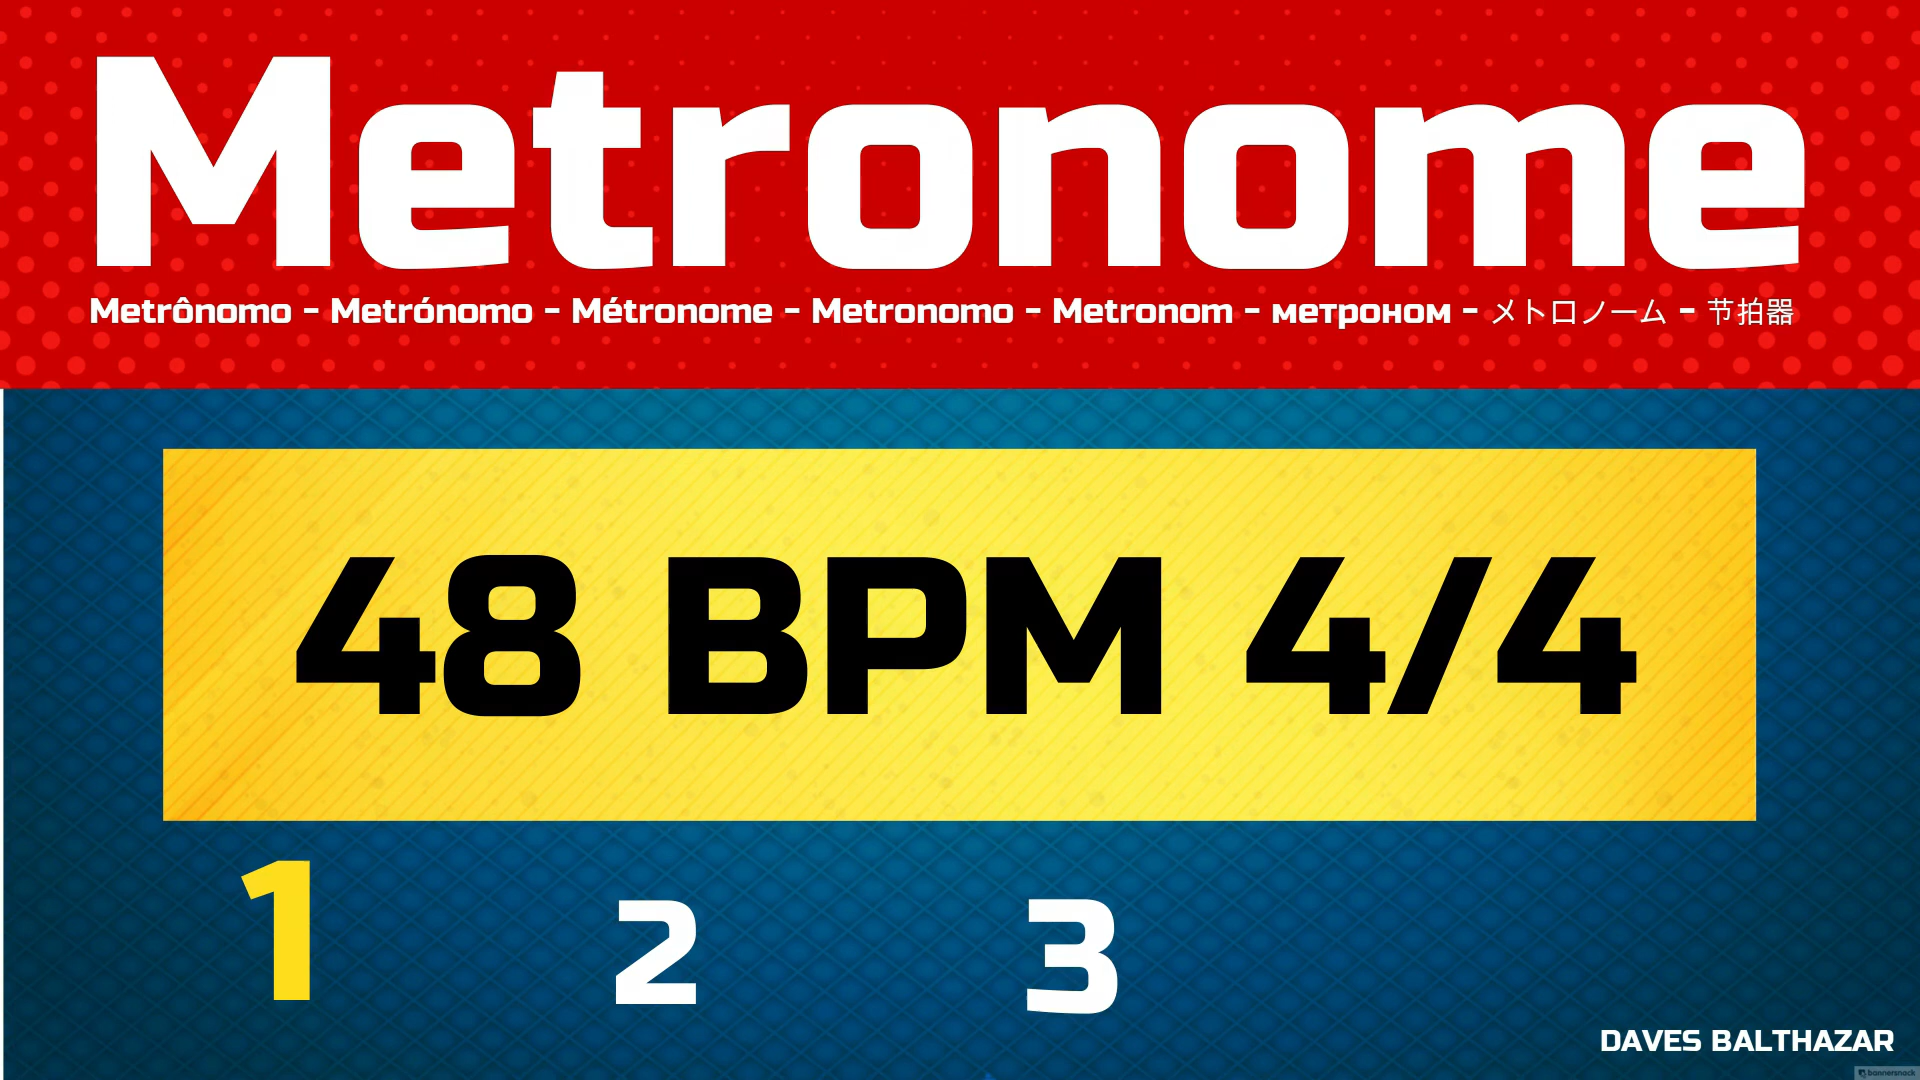 Metronome
Metrônomo - Metrónomo - Métronome - Metronomo - Metronom - метроном - メトロノーム - 节拍器
48 BPM 4/4
1 2 3
DAVES BALTHAZAR
bannersnack